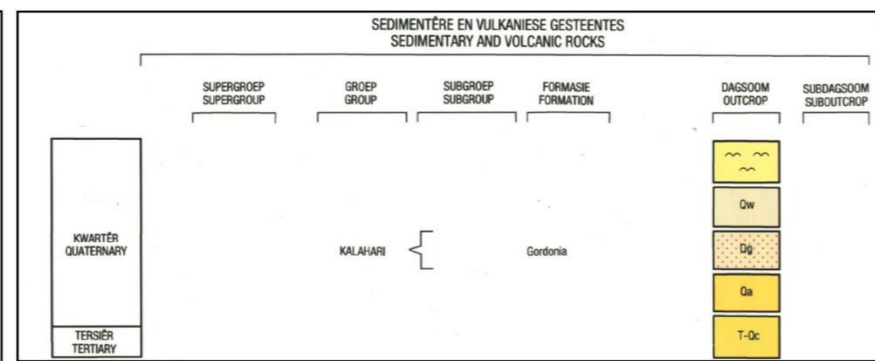 SEDIMENTÊRE EN VULKANIESE GESTEENTES
SEDIMENTARY AND VOLCANIC ROCKS
SUPERGROEP
SUPERGROUP
GROEP
GROUP
SUBGROEP
SUBGROUP
FORMASIE
FORMATION
DAGSOOM
OUTCROP
SUBDAGSOOM
SUBOUTCROP
KWARTÊR
QUATERNARY
Qw
KALAHARI
Gordonia
Qg
Qa
TERSIÊR
TERTIARY
T-Qc